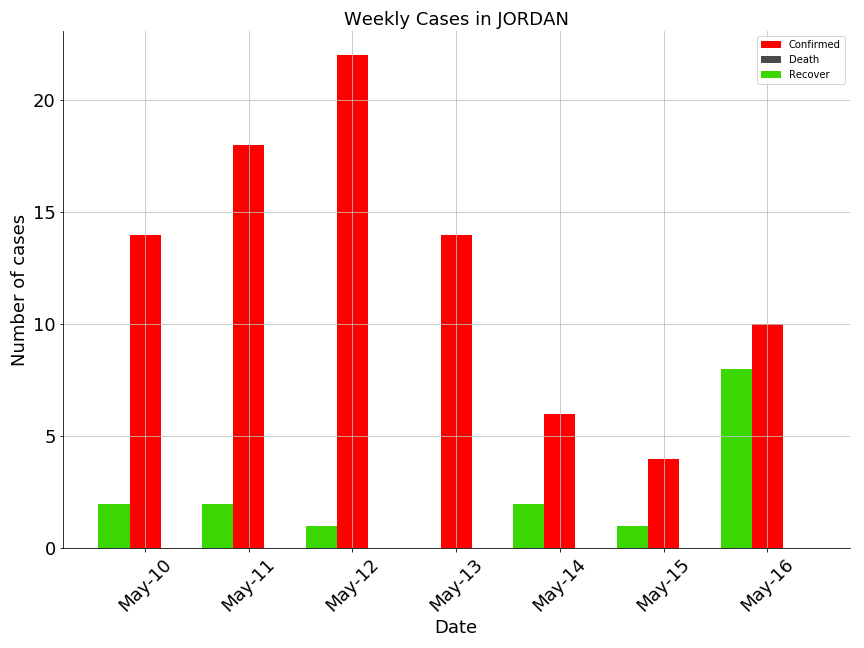 Weekly Cases in JORDAN
Confirmed
Death
Recover
Number of cases
20
15
10
5
0
May-10
May-11
May-12
May-13
May-14
May-15
May-16
Date